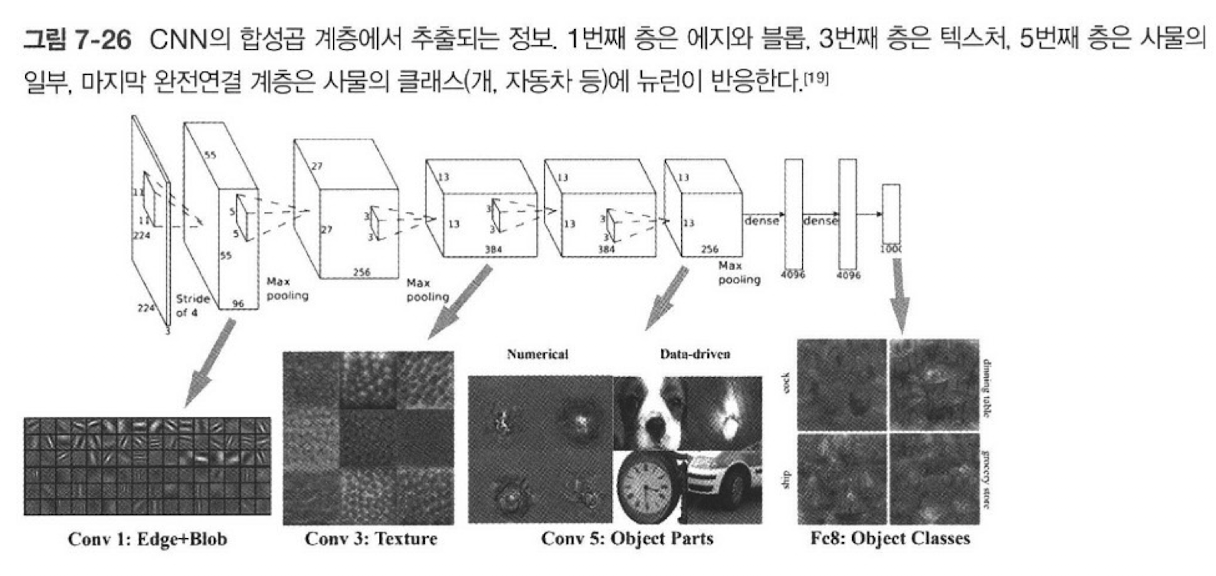 그림 7-26 CNN의 합성곱 계층에서 추출되는 정보. 1번째 층은 에지와 블롭, 3번째 층은 텍스처, 5번째 층은 사물의
일부, 마지막 완전연결 계층은 사물의 클래스(개, 자동차 등)에 뉴런이 반응한다.[19]
11
11
224
224
3
Stride
of 4
55
55
5
5
96
Max
pooling
27
27
3
3
256
Max
pooling
13
13
3
3
384
13
13
3
3
384
13
13
256
Max
pooling
dense
4096
dense
4096
Numerical
Data-driven
cock
dinning table
ship
grocery store
Conv 1: Edge+Blob
Conv 3: Texture
Conv 5: Object Parts
Fc8: Object Classes